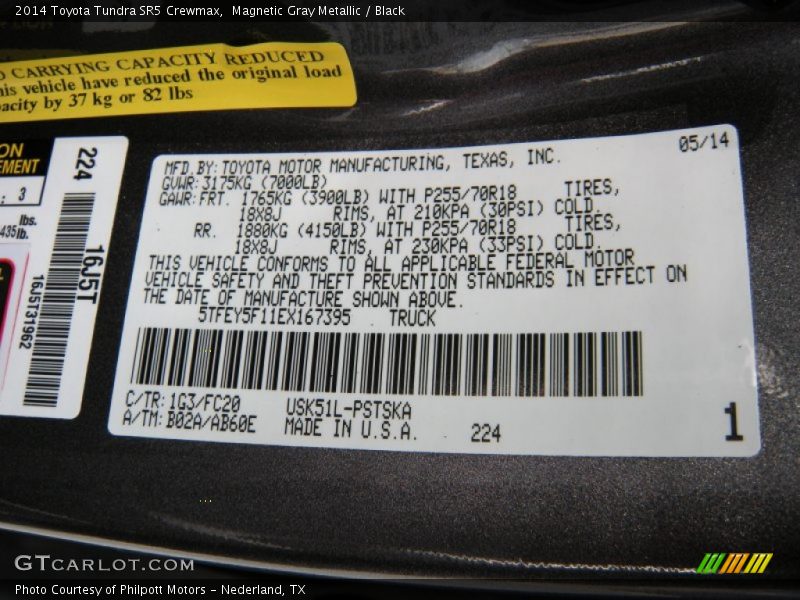 2014 Toyota Tundra SR5 Crewmax,  Magnetic Gray Metallic / Black
CARRYING CAPACITY REDUCED
vehicle have reduced the original load
by 37 kg or 82 lbs
05/14
MFD.BY: TOYOTA MOTOR MANUFACTURING, TEXAS, INC.
GVWR: 3175KG (7000LB)
GAWR: FRT. 1765KG (3900LB) WITH P255/70R18 TIRES,
18X8J RIMS, AT 210KPA (30PSI) COLD.
RR. 1880KG (4150LB) WITH P255/70R18 TIRES,
18X8J RIMS, AT 230KPA (33PSI) COLD.
THIS VEHICLE CONFORMS TO ALL APPLICABLE FEDERAL MOTOR
VEHICLE SAFETY AND THEFT PREVENTION STANDARDS IN EFFECT ON
THE DATE OF MANUFACTURE SHOWN ABOVE.
5TFEY5F11EX167395 TRUCK
C/TR: 1G3/FC20 USK51L-PSTSKA
A/TM: B02A/AB60E MADE IN U.S.A. 224
1
224
16J5T
16J5T31962
: 3
lbs.
435 lb.
GTCARLOT.COM
Photo Courtesy of Philpott Motors - Nederland, TX